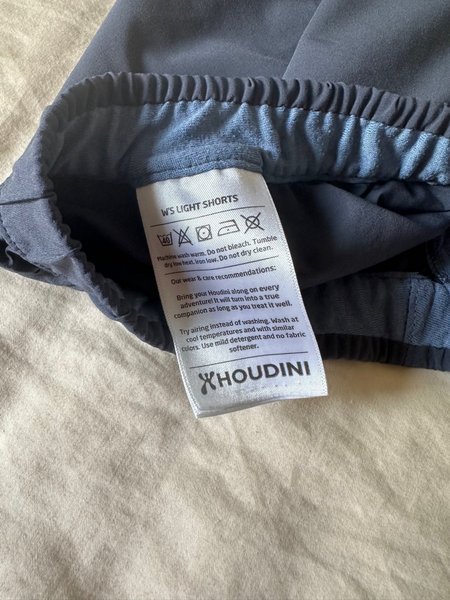 W'S LIGHT SHORTS
40
Machine wash warm. Do not bleach. Tumble
dry low heat. Iron low. Do not dry clean.
Our wear & care recommendations:
Bring your Houdini along on every
adventure! It will turn into a true
companion as long as you treat it well.
Try airing instead of washing. Wash at
cool temperatures and with similar
colors. Use mild detergent and no fabric
softener.
HOUDINI